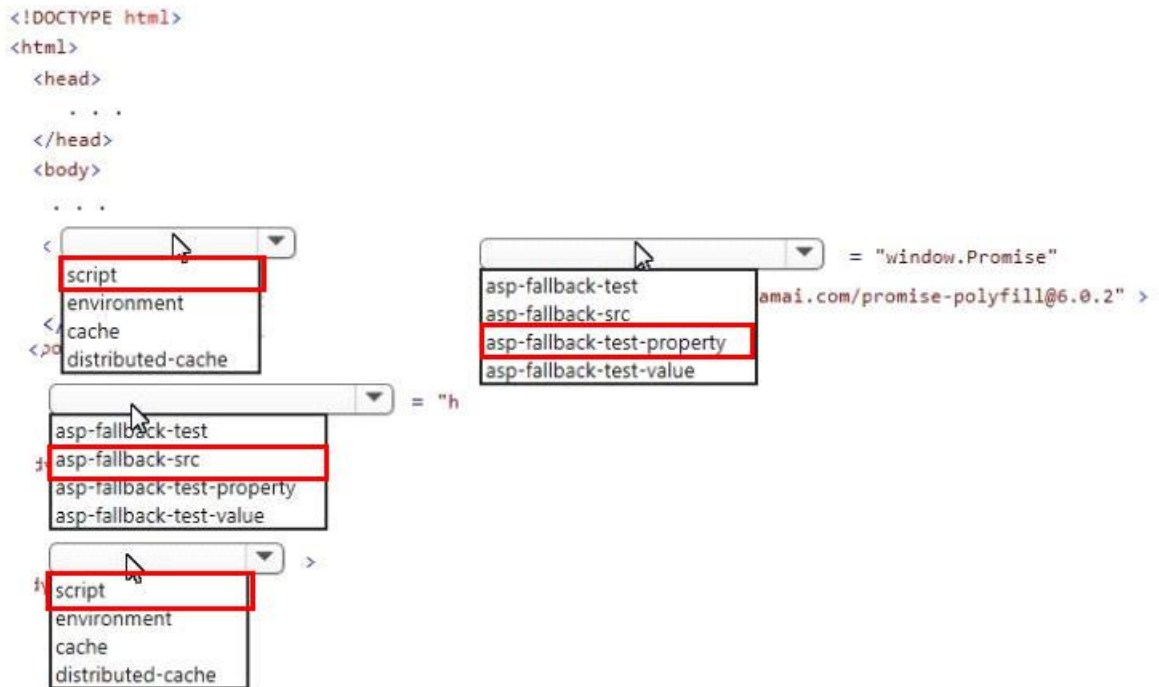 <!DOCTYPE html>
<html>
<head>
. . .
</head>
<body>
. . .
<
script
environment
cache
distributed-cache
</
<
asp-fallback-test
asp-fallback-src
asp-fallback-test-property
asp-fallback-test-value
= "window.Promise"
amai.com/promise-polyfill@6.0.2" >
= "h
asp-fallback-test
asp-fallback-src
asp-fallback-test-property
asp-fallback-test-value
>
script
environment
cache
distributed-cache